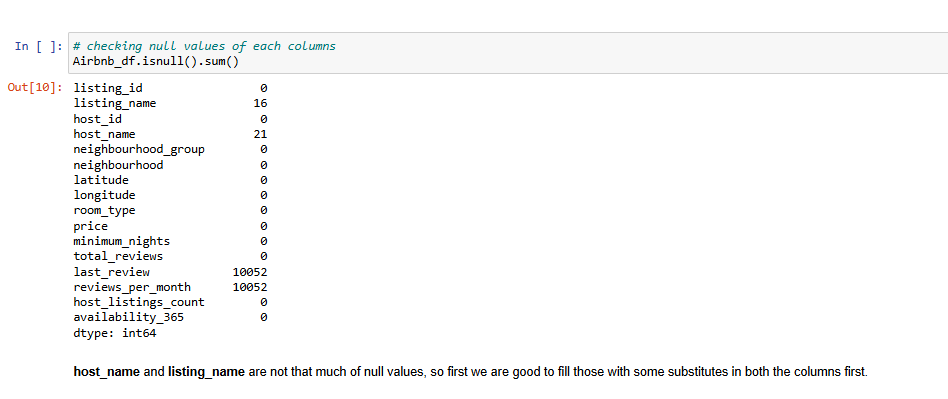 In [ ]: # checking null values of each columns
Airbnb_df.isnull().sum()
Out[10]: listing_id 0
listing_name 16
host_id 0
host_name 21
neighbourhood_group 0
neighbourhood 0
latitude 0
longitude 0
room_type 0
price 0
minimum_nights 0
total_reviews 0
last_review 10052
reviews_per_month 10052
host_listings_count 0
availability_365 0
dtype: int64
host_name and listing_name are not that much of null values, so first we are good to fill those with some substitutes in both the columns first.